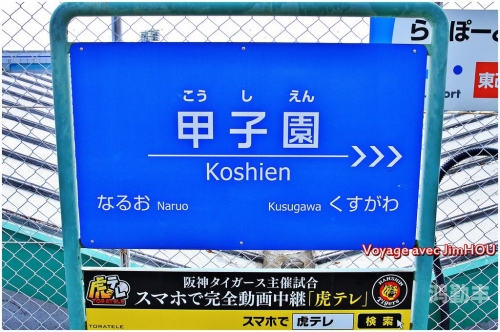 らぽーと
東
port
こう し えん
甲子園
Koshien
なるお Naruo
Kusugawa くすがわ
Voyage avec JimHOU
虎テレ
阪神タイガース主催試合
スマホで完全動画中継「虎テレ」
HANSHIN
Tigers
TORATELE
スマホで 虎テレ 検索